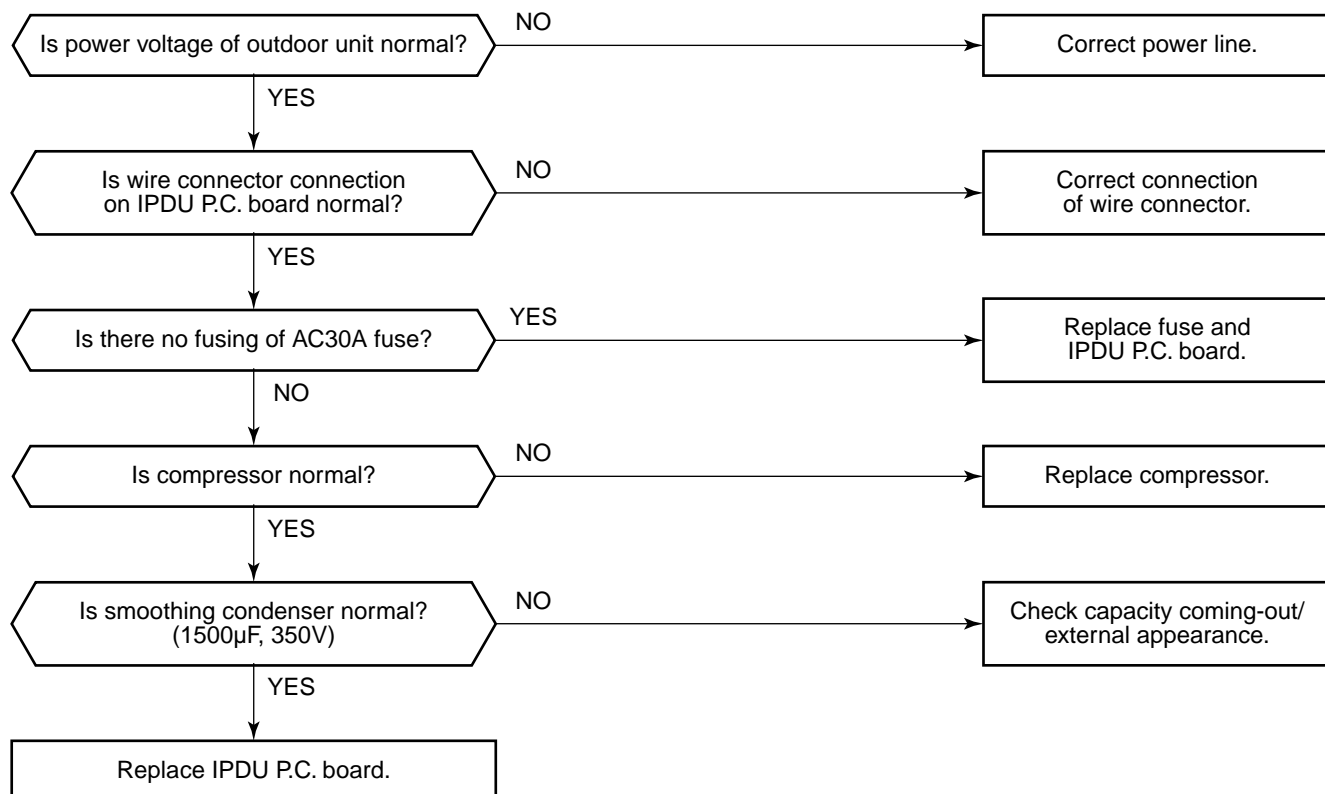 Is power voltage of outdoor unit normal?
NO
Correct power line.
YES
Is wire connector connection
on IPDU P.C. board normal?
NO
Correct connection
of wire connector.
YES
Is there no fusing of AC30A fuse?
YES
Replace fuse and
IPDU P.C. board.
NO
Is compressor normal?
NO
Replace compressor.
YES
Is smoothing condenser normal?
(1500µF, 350V)
NO
Check capacity coming-out/
external appearance.
YES
Replace IPDU P.C. board.